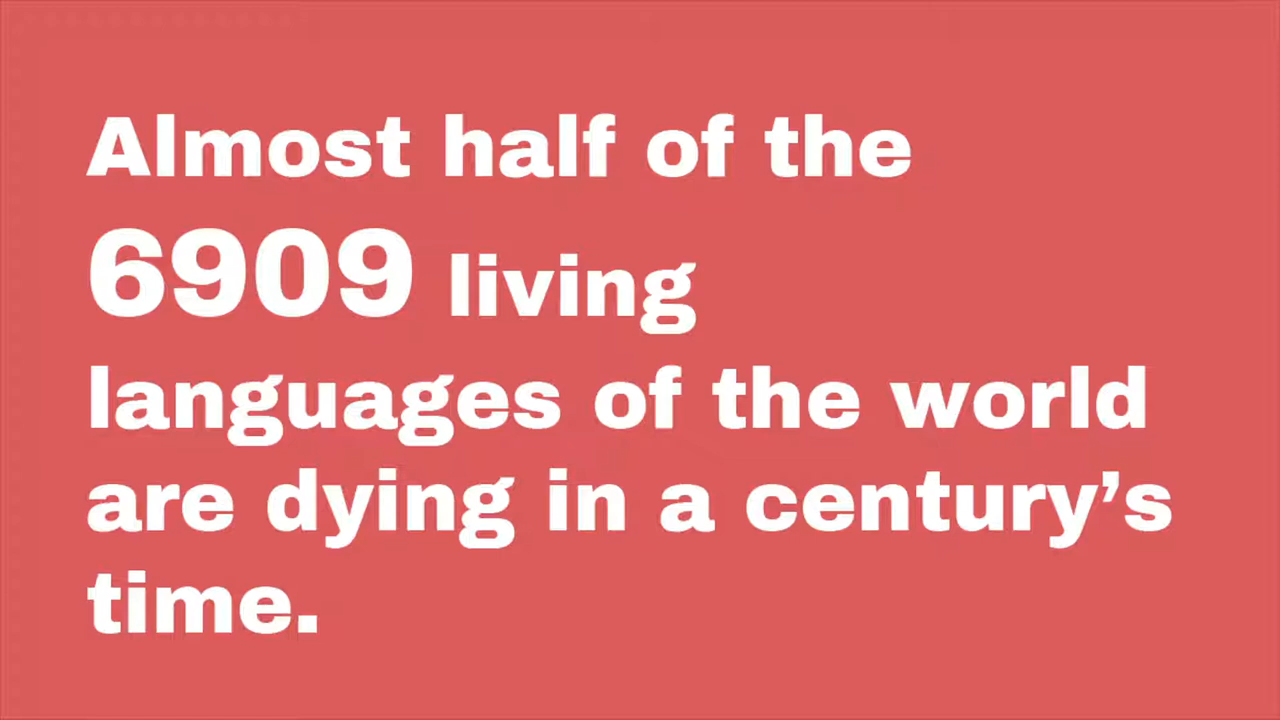 Almost half of the
6909 living
languages of the world
are dying in a century’s
time.